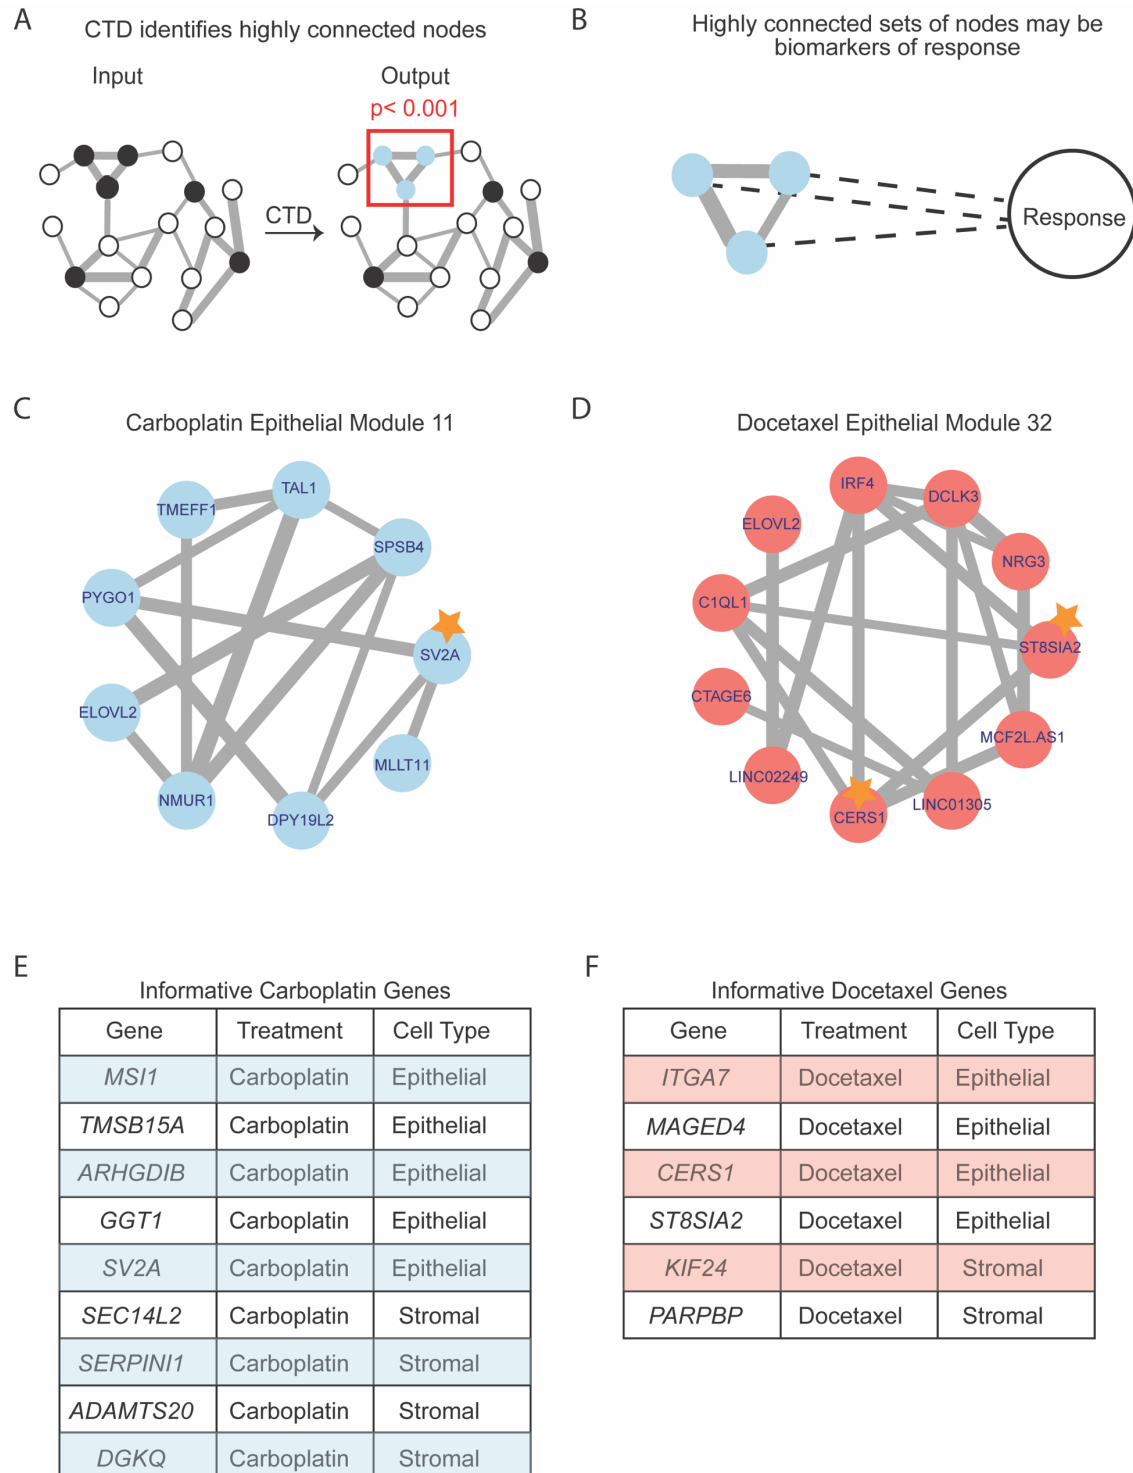 A
CTD identifies highly connected nodes
Input
Output
p< 0.001
CTD
B
Highly connected sets of nodes may be
biomarkers of response
Response
C
Carboplatin Epithelial Module 11
TAL1
TMEFF1
SPSB4
PYGO1
SV2A
ELOVL2
MLLT11
NMUR1
DPY19L2
D
Docetaxel Epithelial Module 32
IRF4
DCLK3
ELOVL2
NRG3
C1QL1
ST8SIA2
CTAGE6
MCF2L.AS1
LINC02249
LINC01305
CERS1
E
Informative Carboplatin Genes
Gene Treatment Cell Type
MSI1 Carboplatin Epithelial
TMSB15A Carboplatin Epithelial
ARHGDIB Carboplatin Epithelial
GGT1 Carboplatin Epithelial
SV2A Carboplatin Epithelial
SEC14L2 Carboplatin Stromal
SERPINI1 Carboplatin Stromal
ADAMTS20 Carboplatin Stromal
DGKQ Carboplatin Stromal
F
Informative Docetaxel Genes
Gene Treatment Cell Type
ITGA7 Docetaxel Epithelial
MAGED4 Docetaxel Epithelial
CERS1 Docetaxel Epithelial
ST8SIA2 Docetaxel Epithelial
KIF24 Docetaxel Stromal
PARPBP Docetaxel Stromal